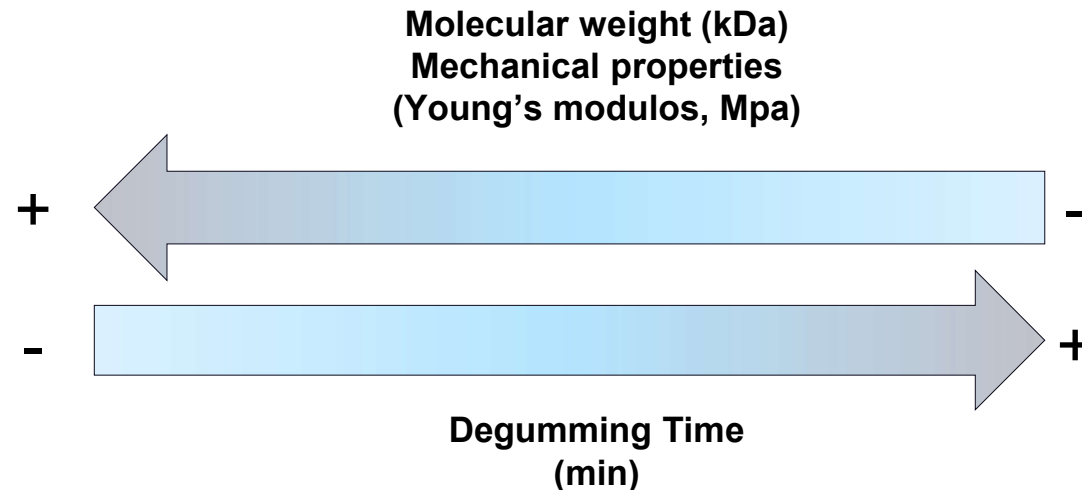 Molecular weight (kDa)
Mechanical properties
(Young’s modulos, Mpa)
+ -
- +
Degumming Time
(min)